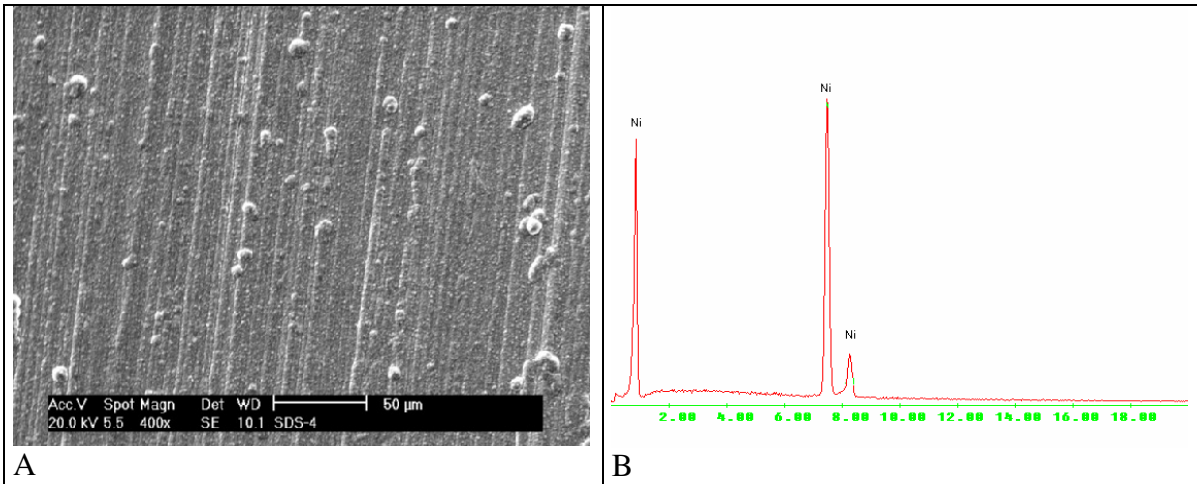 Acc.V Spot Magn Det WD 50 μm
20.0 kV 5.5 400x SE 10.1 SDS-4
A
Ni
Ni
Ni
2.00 4.00 6.00 8.00 10.00 12.00 14.00 16.00 18.00
B